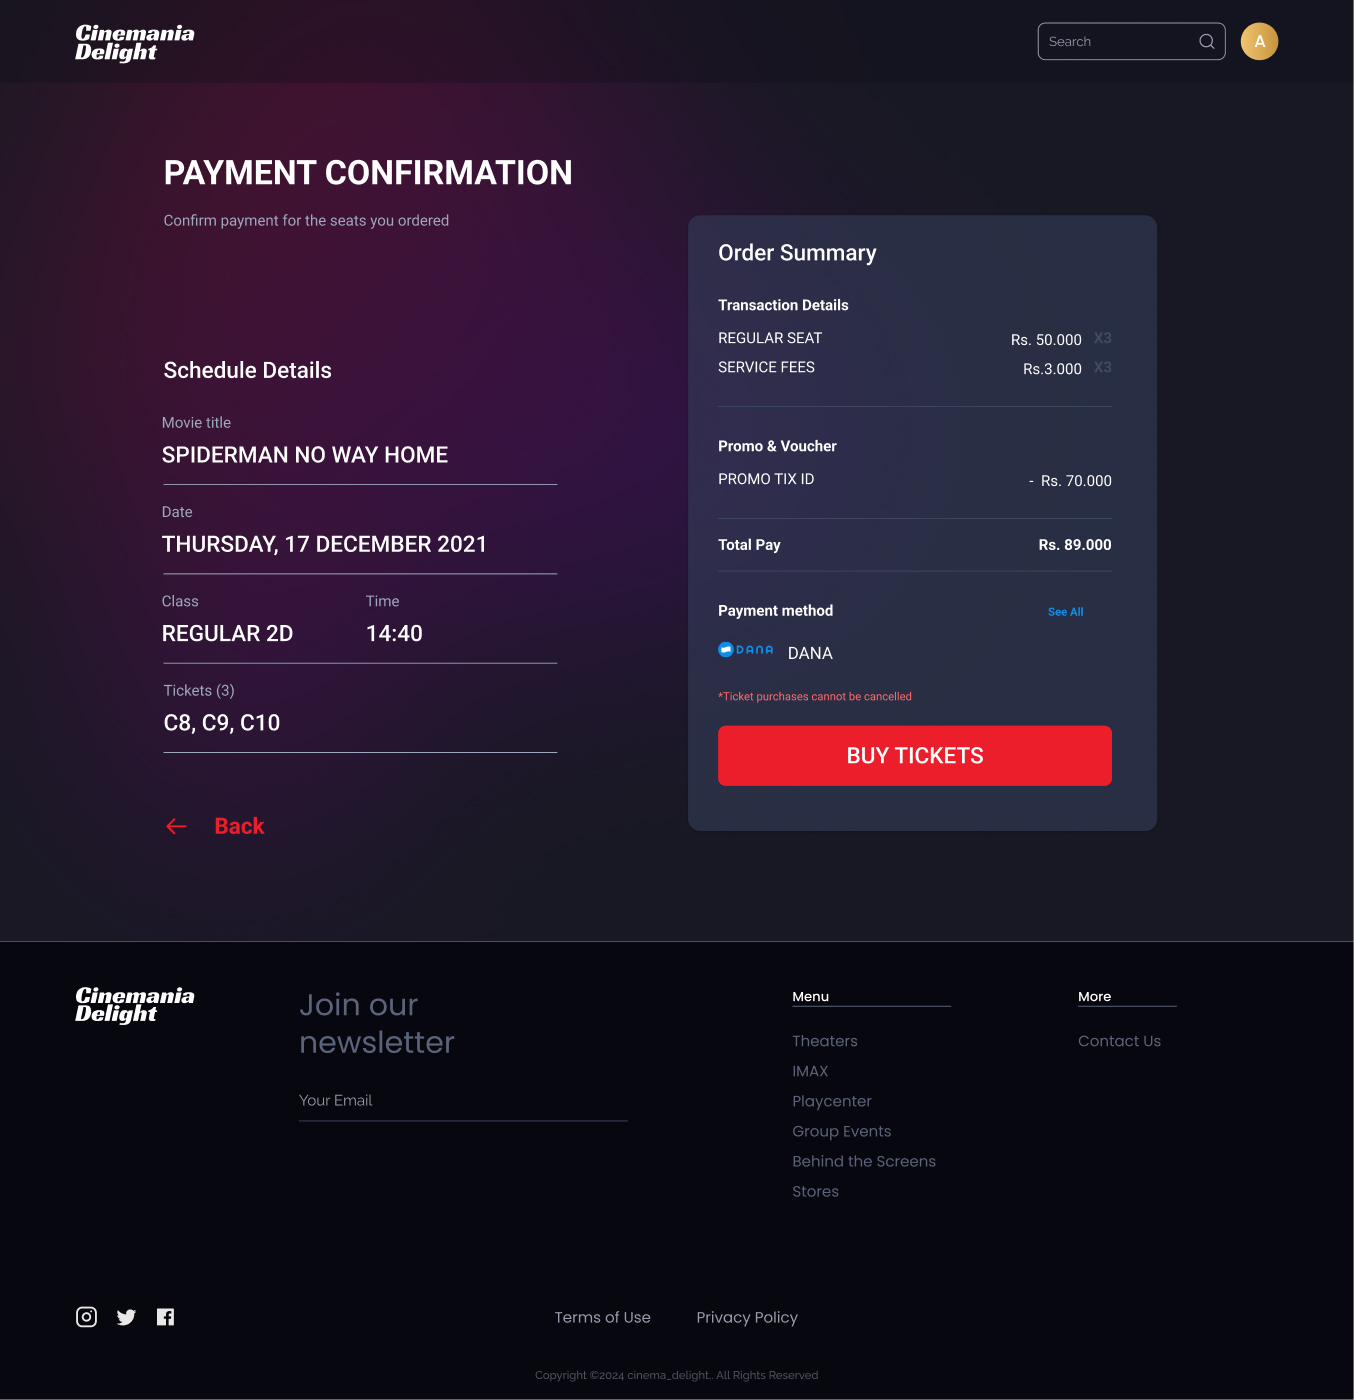 Cinemania
Delight
Search
A
PAYMENT CONFIRMATION
Confirm payment for the seats you ordered
Schedule Details
Movie title
SPIDERMAN NO WAY HOME
Date
THURSDAY, 17 DECEMBER 2021
Class Time
REGULAR 2D 14:40
Tickets (3)
C8, C9, C10
Back
Order Summary
Transaction Details
REGULAR SEAT Rs. 50.000 X3
SERVICE FEES Rs.3.000 X3
Promo & Voucher
PROMO TIX ID - Rs. 70.000
Total Pay Rs. 89.000
Payment method See All
DANA DANA
*Ticket purchases cannot be cancelled
BUY TICKETS
Cinemania
Delight
Join our
newsletter
Your Email
Menu
Theaters
IMAX
Playcenter
Group Events
Behind the Screens
Stores
More
Contact Us
Terms of Use Privacy Policy
Copyright ©2024 cinema_delight.. All Rights Reserved